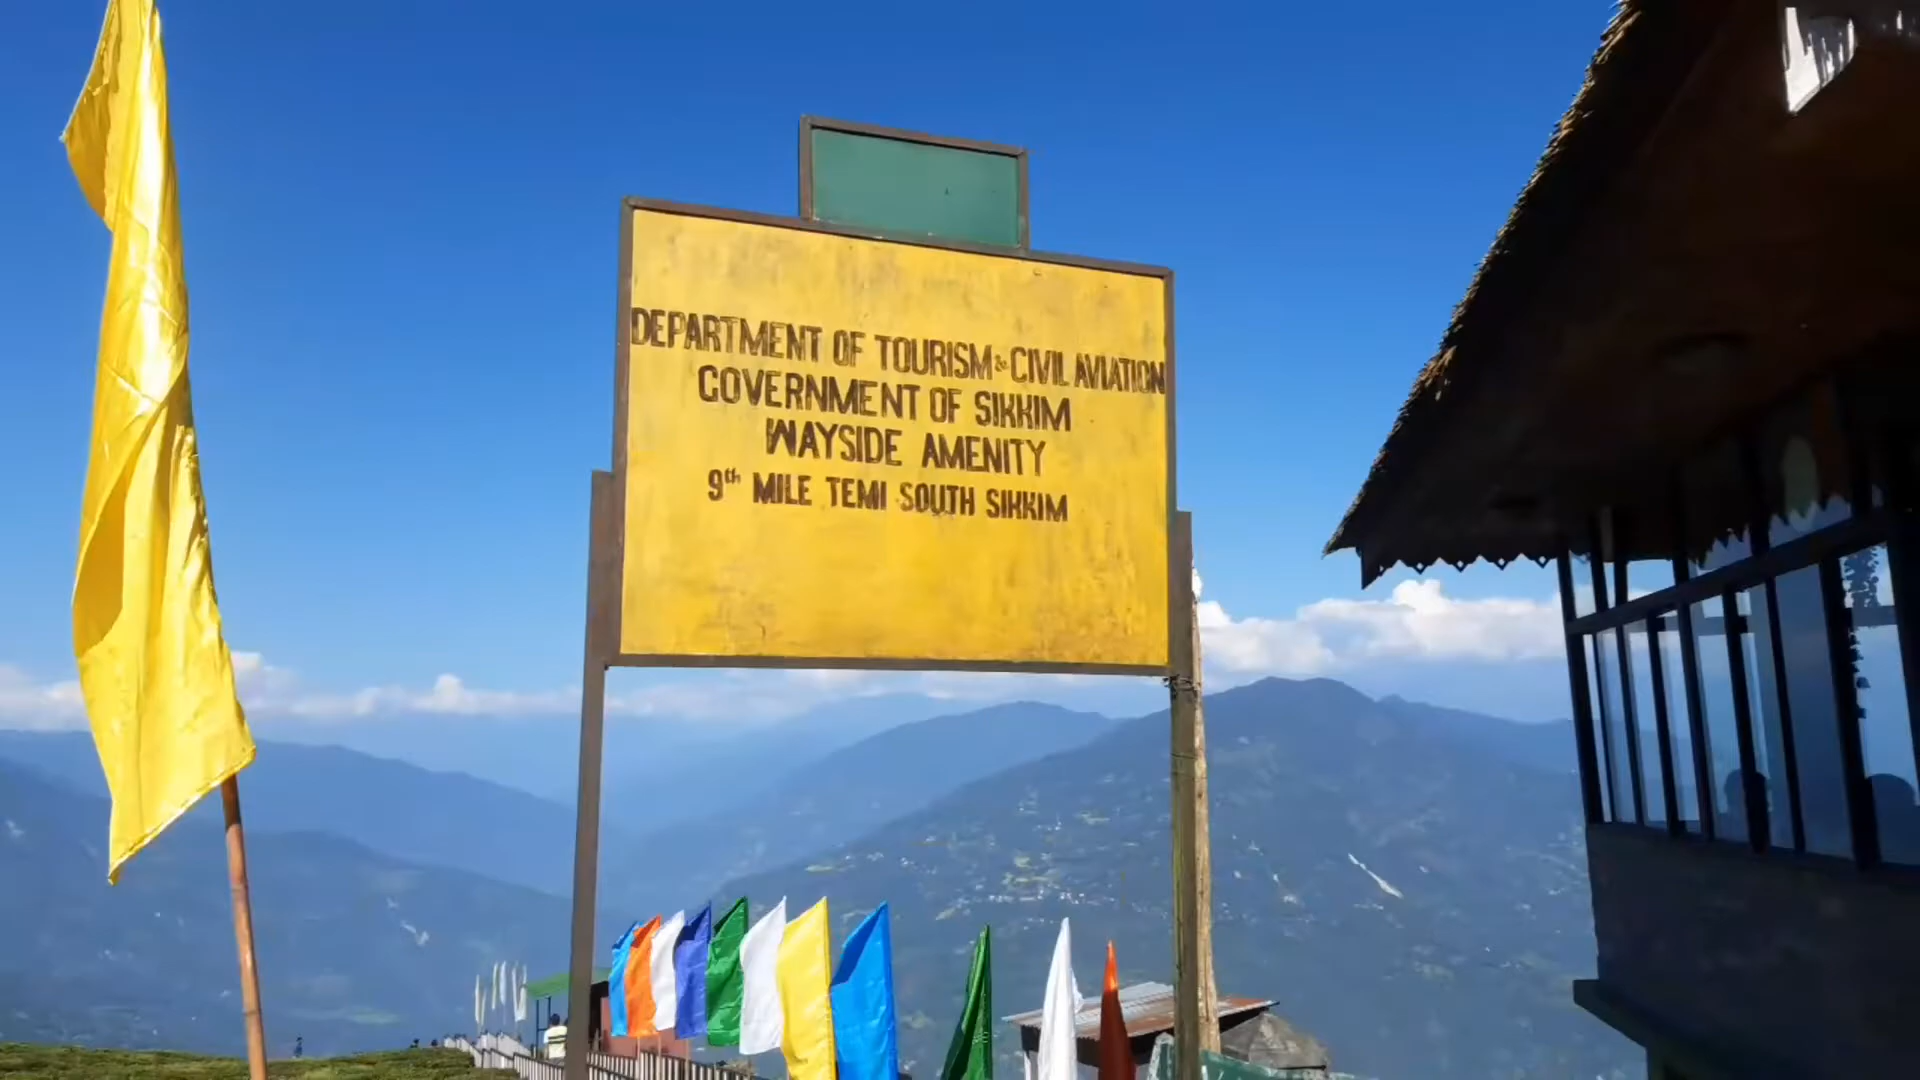 DEPARTMENT OF TOURISM & CIVIL AVIATION
GOVERNMENT OF SIKKIM
WAYSIDE AMENITY
9th MILE TEMI SOUTH SIKKIM